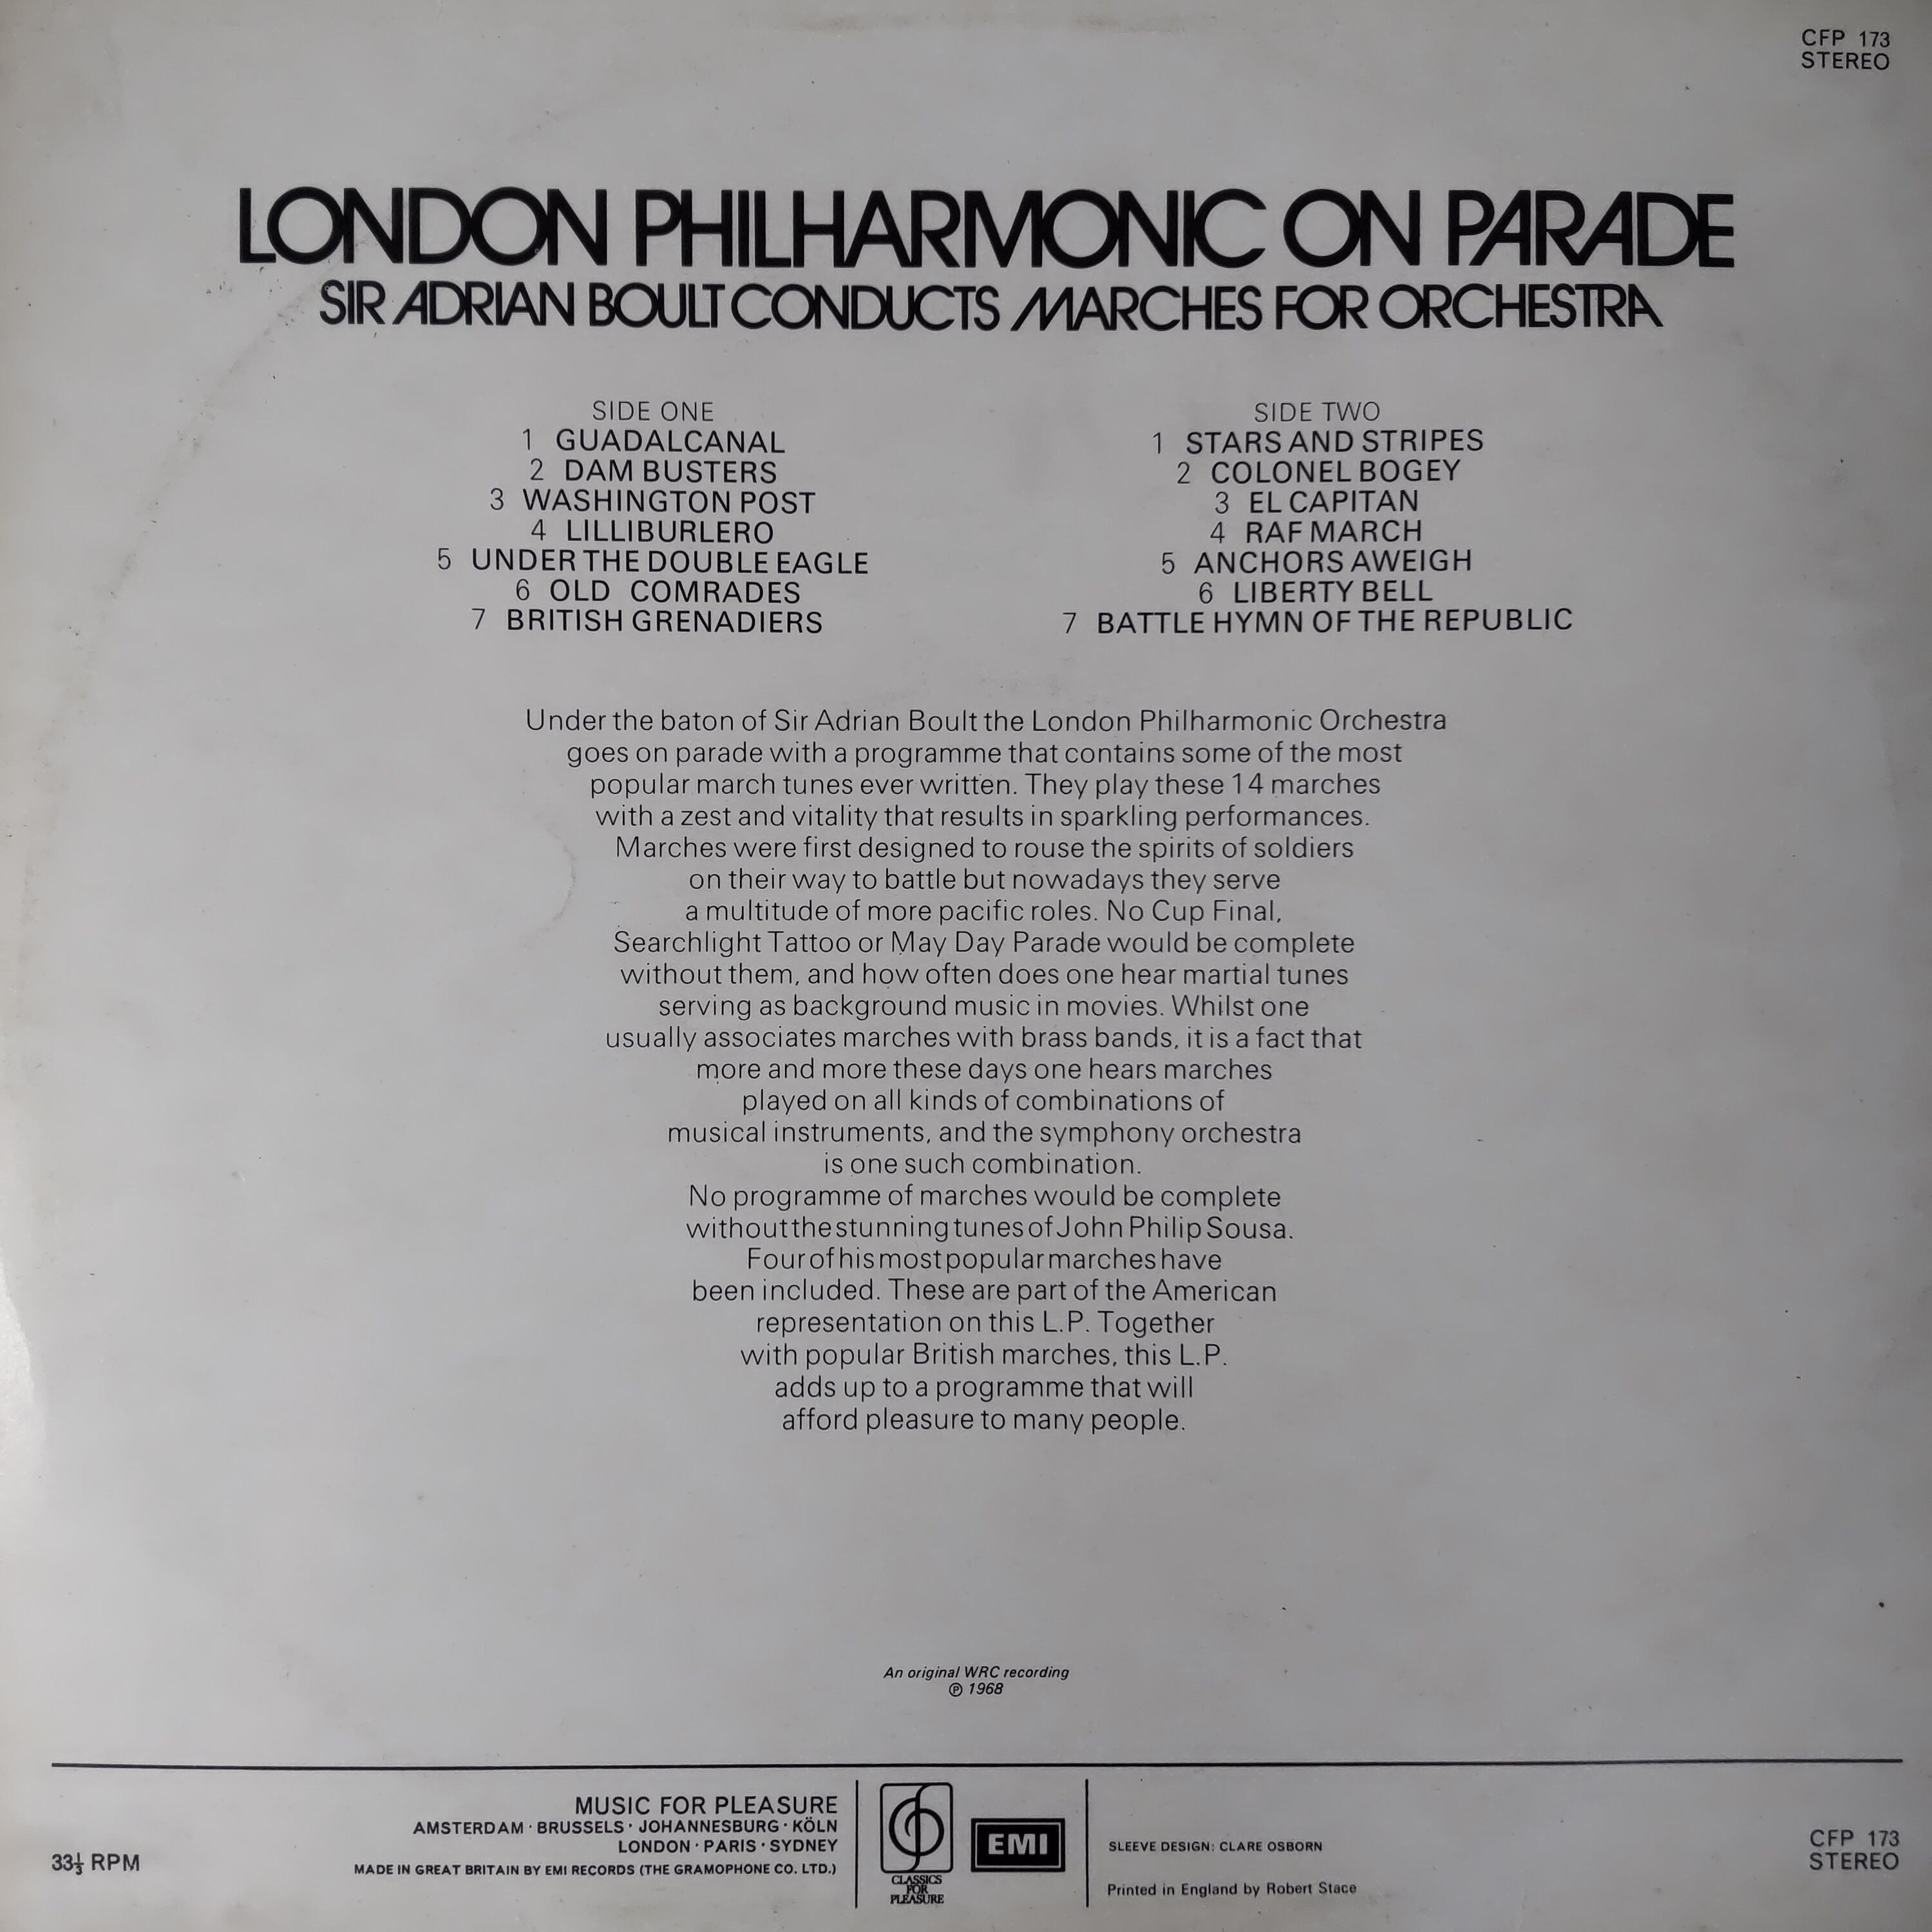 CFP 173
STEREO
LONDON PHILHARMONIC ON PARADE
SIR ADRIAN BOULT CONDUCTS MARCHES FOR ORCHESTRA
SIDE ONE
1 GUADALCANAL
2 DAM BUSTERS
3 WASHINGTON POST
4 LILLIBURLERO
5 UNDER THE DOUBLE EAGLE
6 OLD COMRADES
7 BRITISH GRENADIERS
SIDE TWO
1 STARS AND STRIPES
2 COLONEL BOGEY
3 EL CAPITAN
4 RAF MARCH
5 ANCHORS AWEIGH
6 LIBERTY BELL
7 BATTLE HYMN OF THE REPUBLIC
Under the baton of Sir Adrian Boult the London Philharmonic Orchestra
goes on parade with a programme that contains some of the most
popular march tunes ever written. They play these 14 marches
with a zest and vitality that results in sparkling performances.
Marches were first designed to rouse the spirits of soldiers
on their way to battle but nowadays they serve
a multitude of more pacific roles. No Cup Final,
Searchlight Tattoo or May Day Parade would be complete
without them, and how often does one hear martial tunes
serving as background music in movies. Whilst one
usually associates marches with brass bands, it is a fact that
more and more these days one hears marches
played on all kinds of combinations of
musical instruments, and the symphony orchestra
is one such combination.
No programme of marches would be complete
without the stunning tunes of John Philip Sousa.
Four of his most popular marches have
been included. These are part of the American
representation on this L.P. Together
with popular British marches, this L.P.
adds up to a programme that will
afford pleasure to many people.
An original WRC recording
℗ 1968
33⅓ RPM
MUSIC FOR PLEASURE
AMSTERDAM · BRUSSELS · JOHANNESBURG · KÖLN
LONDON · PARIS · SYDNEY
MADE IN GREAT BRITAIN BY EMI RECORDS (THE GRAMOPHONE CO. LTD.)
CLASSICS
FOR
PLEASURE
EMI
SLEEVE DESIGN: CLARE OSBORN
Printed in England by Robert Stace
CFP 173
STEREO